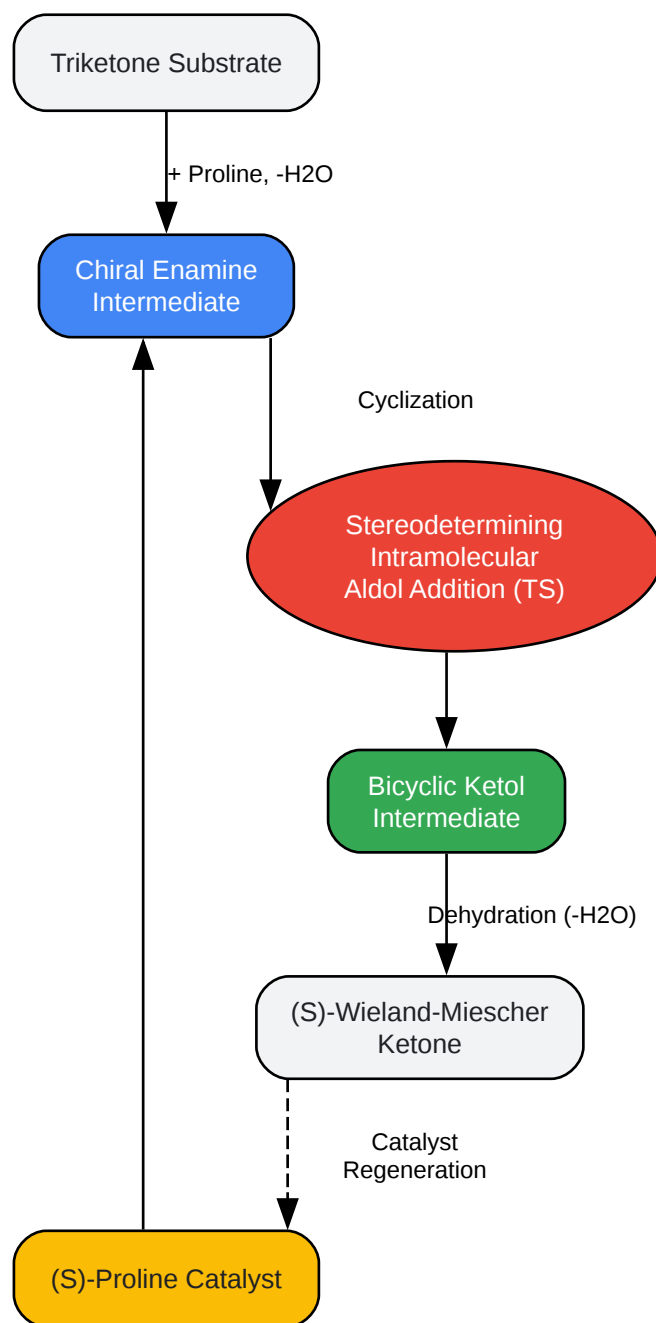 Triketone Substrate
+ Proline, -H2O
Chiral Enamine
Intermediate
Cyclization
Stereodetermining
Intramolecular
Aldol Addition (TS)
Bicyclic Ketol
Intermediate
Dehydration (-H2O)
(S)-Wieland-Miescher
Ketone
Catalyst
Regeneration
(S)-Proline Catalyst